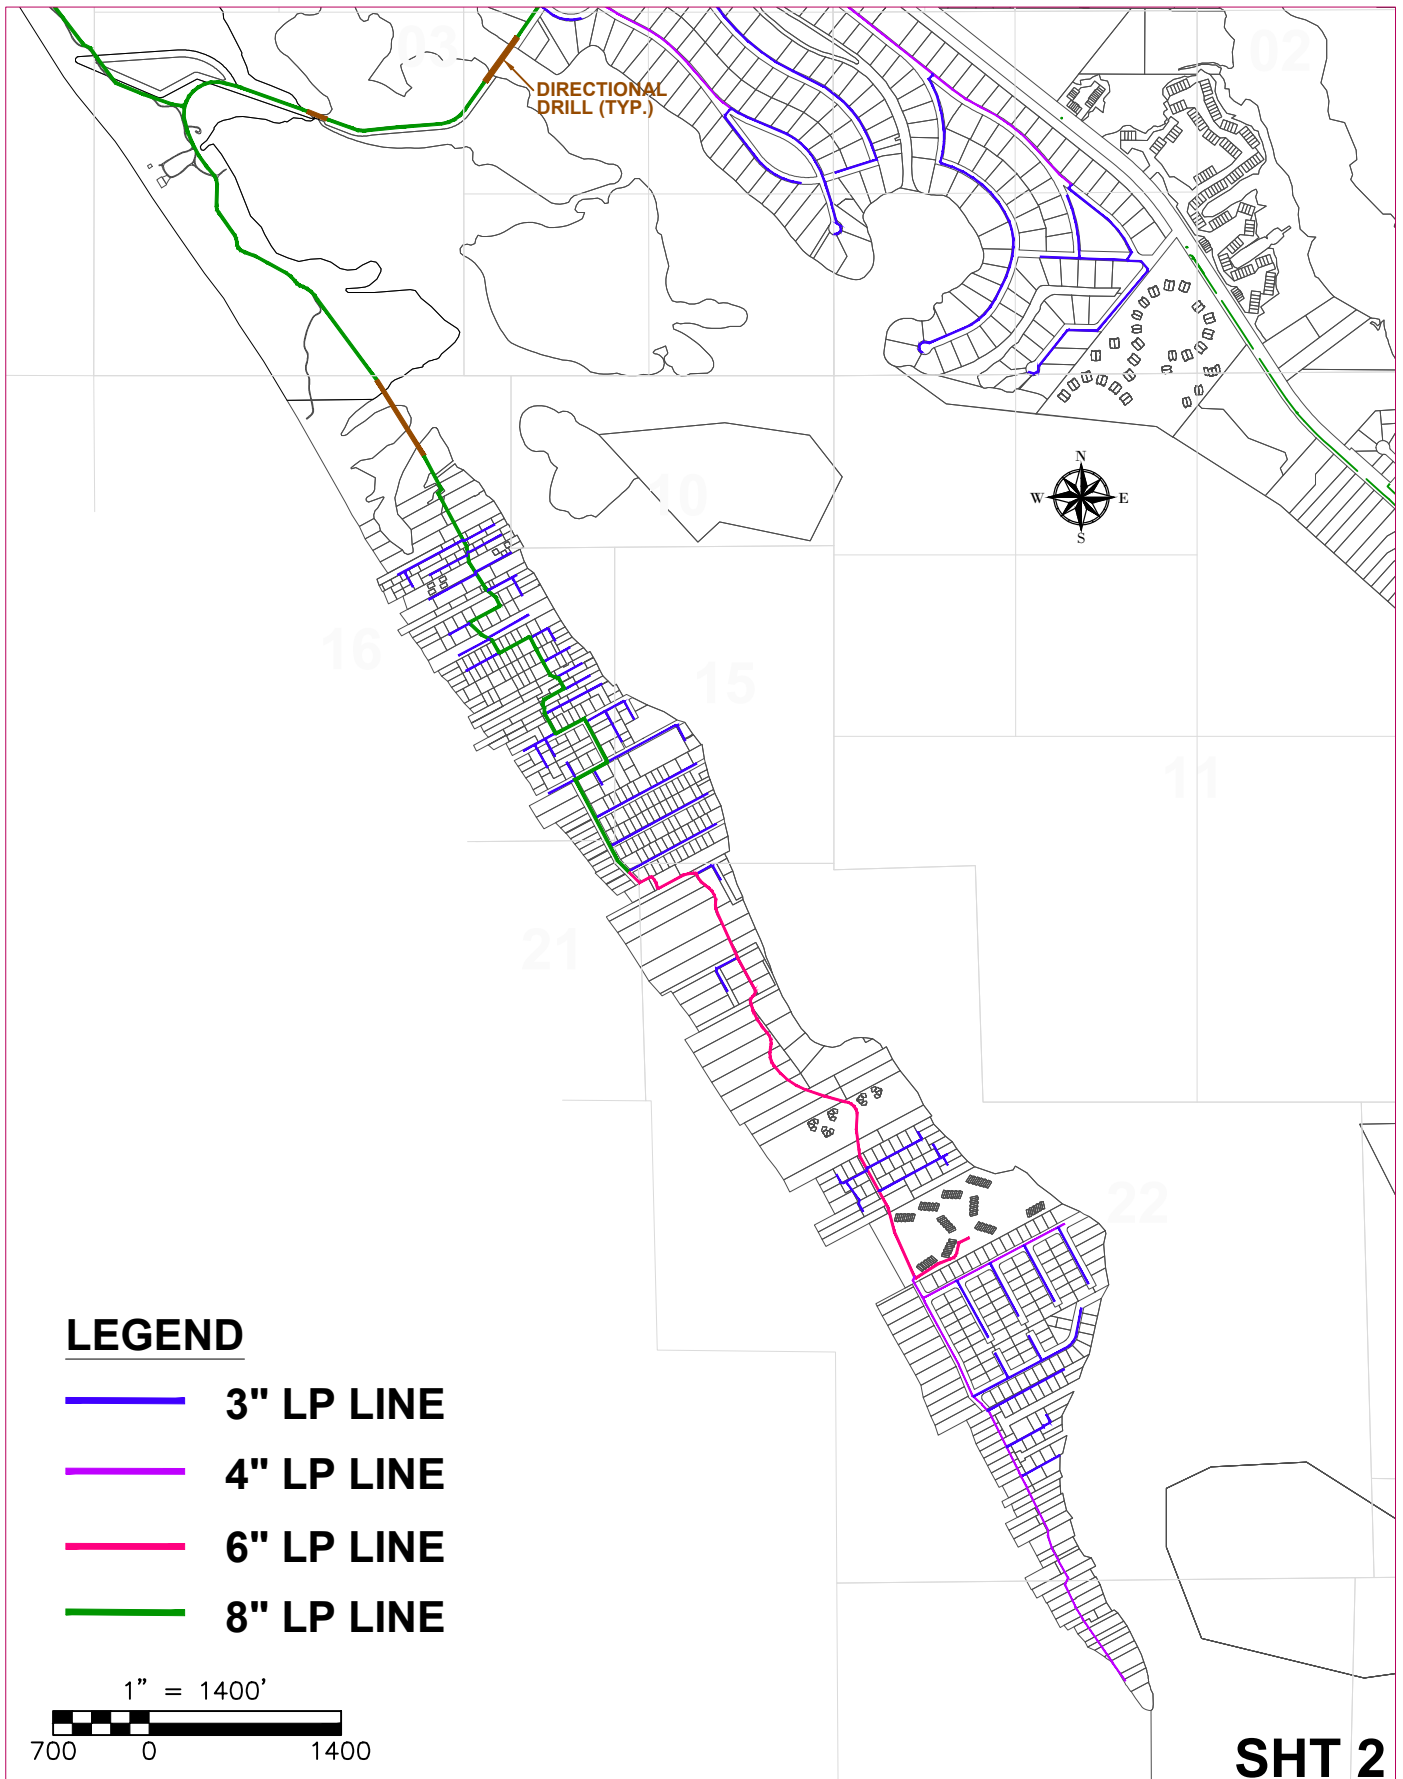 03
02
DIRECTIONAL
DRILL (TYP.)
10
N
W
E
S
16
15
11
21
22
LEGEND
3" LP LINE
4" LP LINE
6" LP LINE
8" LP LINE
1" = 1400'
700 0 1400
SHT 2